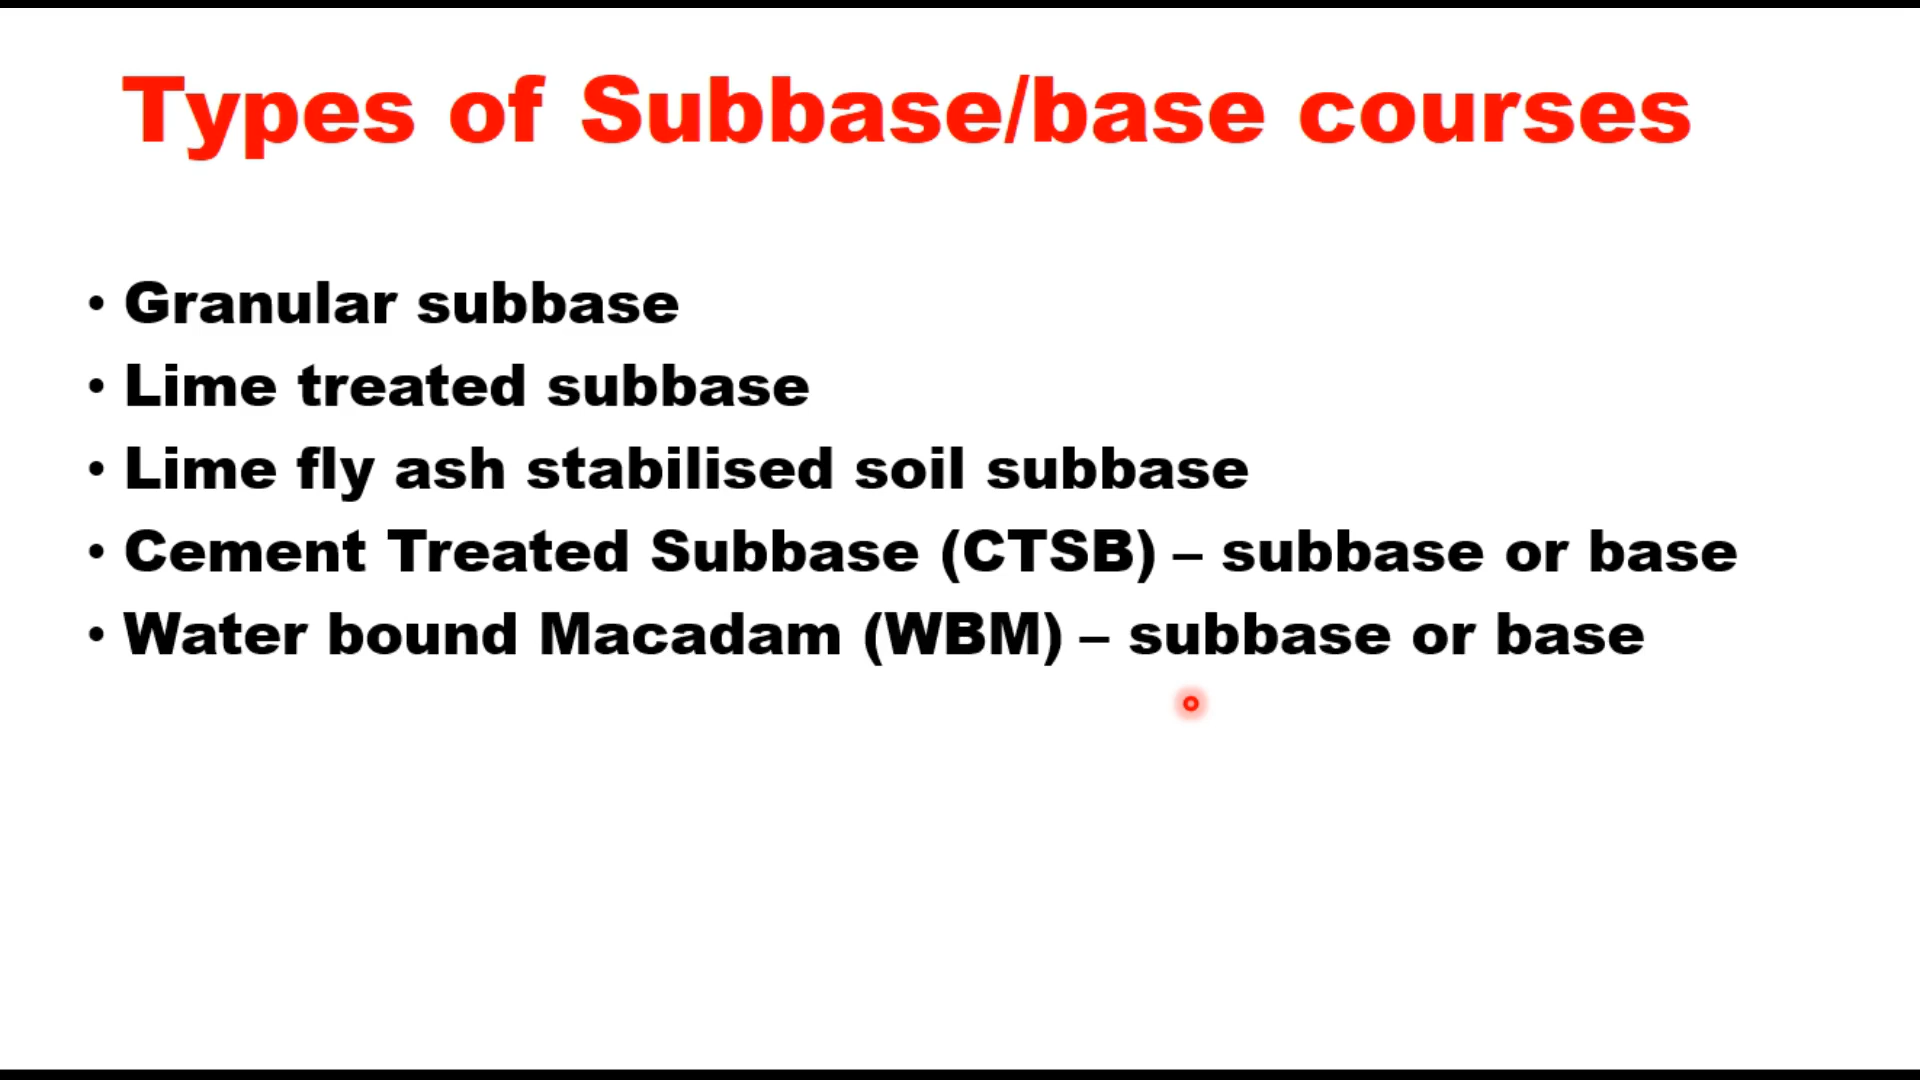 Types of Subbase/base courses
• Granular subbase
• Lime treated subbase
• Lime fly ash stabilised soil subbase
• Cement Treated Subbase (CTSB) – subbase or base
• Water bound Macadam (WBM) – subbase or base